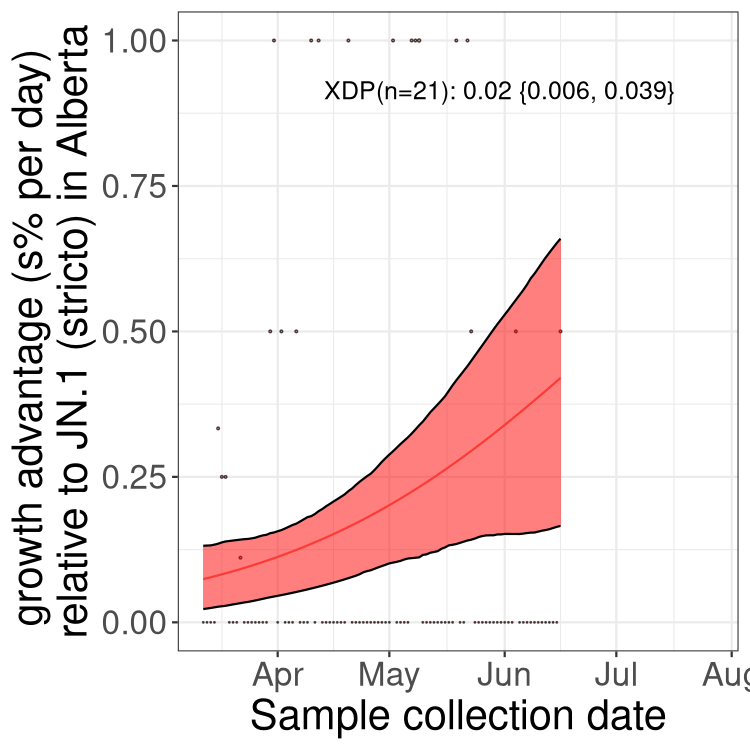 growth advantage (s% per day)
relative to JN.1 (stricto) in Alberta
1.00
XDP(n=21): 0.02 {0.006, 0.039}
0.75
0.50
0.25
0.00
Apr May Jun Jul Aug
Sample collection date